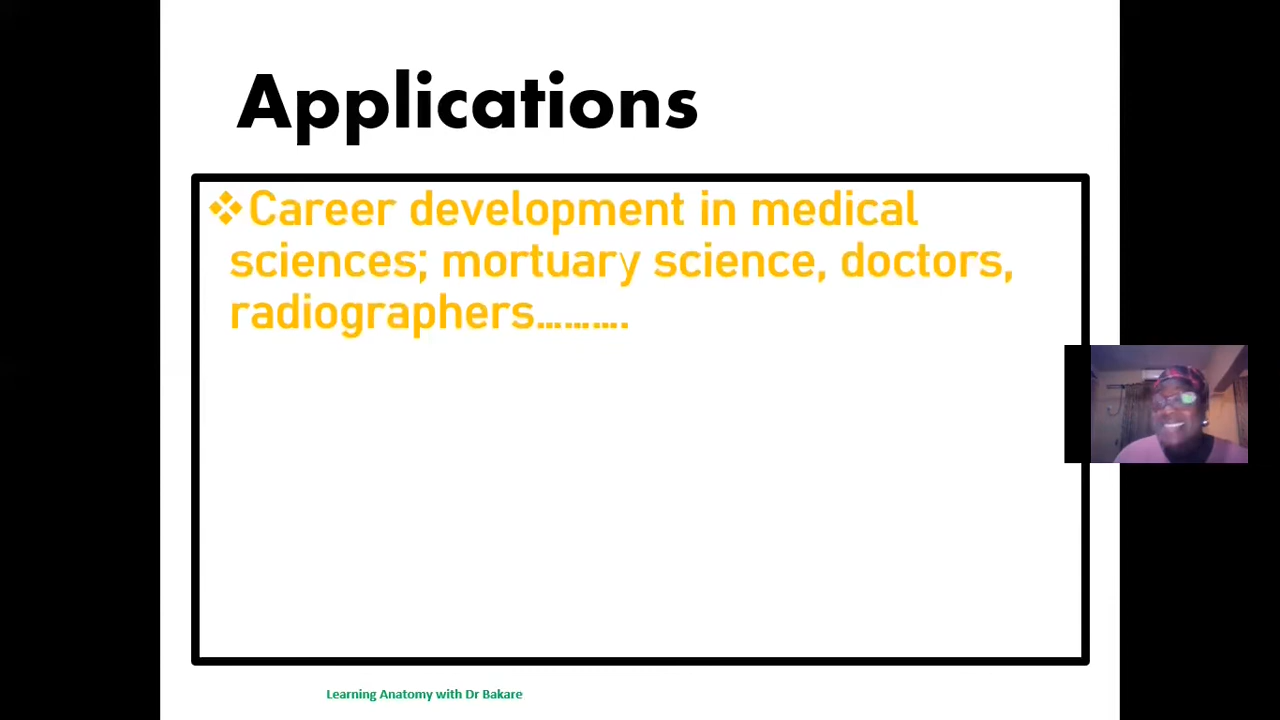 Applications
❖Career development in medical
sciences; mortuary science, doctors,
radiographers……….
Learning Anatomy with Dr Bakare